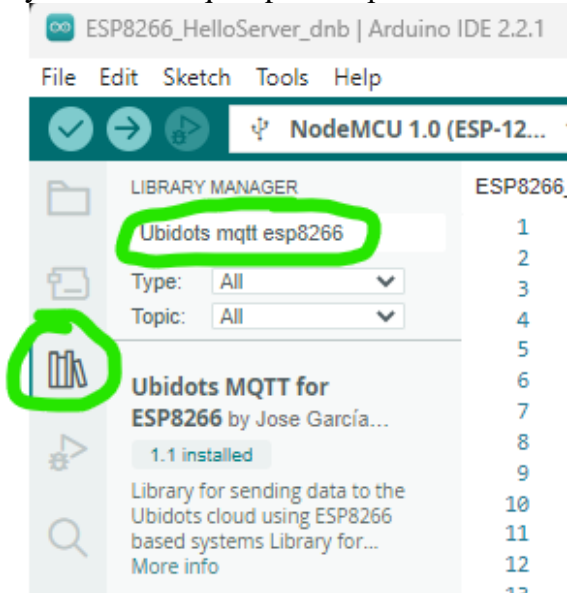 ESP8266_HelloServer_dnb | Arduino IDE 2.2.1
File Edit Sketch Tools Help
NodeMCU 1.0 (ESP-12...
LIBRARY MANAGER
Ubidots mqtt esp8266
Type: All
Topic: All
Ubidots MQTT for
ESP8266 by Jose García...
1.1 installed
Library for sending data to the
Ubidots cloud using ESP8266
based systems Library for...
More info
ESP8266_
1
2
3
4
5
6
7
8
9
10
11
12